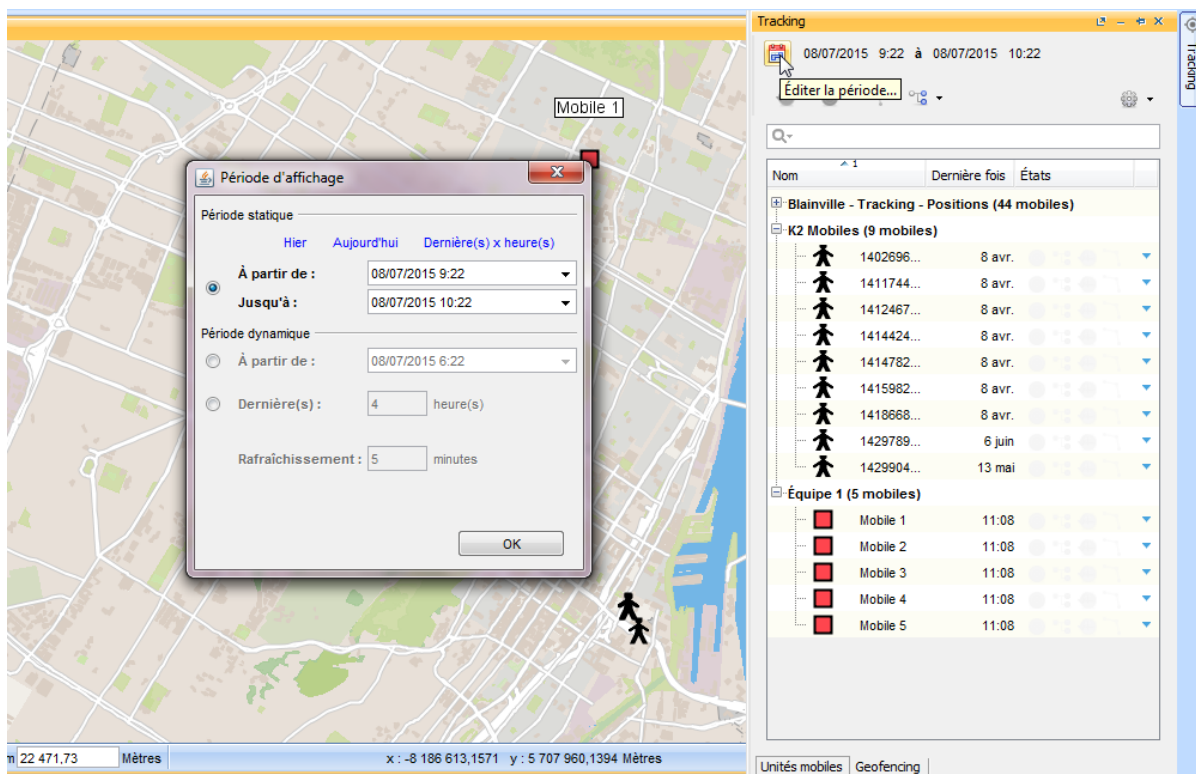 Tracking
08/07/2015 9:22 à 08/07/2015 10:22
Éditer la période...
Tracking
Mobile 1
Période d'affichage
Période statique
Hier Aujourd'hui Dernière(s) x heure(s)
À partir de : 08/07/2015 9:22
Jusqu'à : 08/07/2015 10:22
Période dynamique
À partir de : 08/07/2015 6:22
Dernière(s) : 4 heure(s)
Rafraîchissement : 5 minutes
OK
Nom 1 Dernière fois États
Blainville - Tracking - Positions (44 mobiles)
K2 Mobiles (9 mobiles)
1402696... 8 avr.
1411744... 8 avr.
1412467... 8 avr.
1414424... 8 avr.
1414782... 8 avr.
1415982... 8 avr.
1418668... 8 avr.
1429789... 6 juin
1429904... 13 mai
Équipe 1 (5 mobiles)
Mobile 1 11:08
Mobile 2 11:08
Mobile 3 11:08
Mobile 4 11:08
Mobile 5 11:08
m 22 471,73 Mètres x : -8 186 613,1571 y : 5 707 960,1394 Mètres
Unités mobiles Geofencing